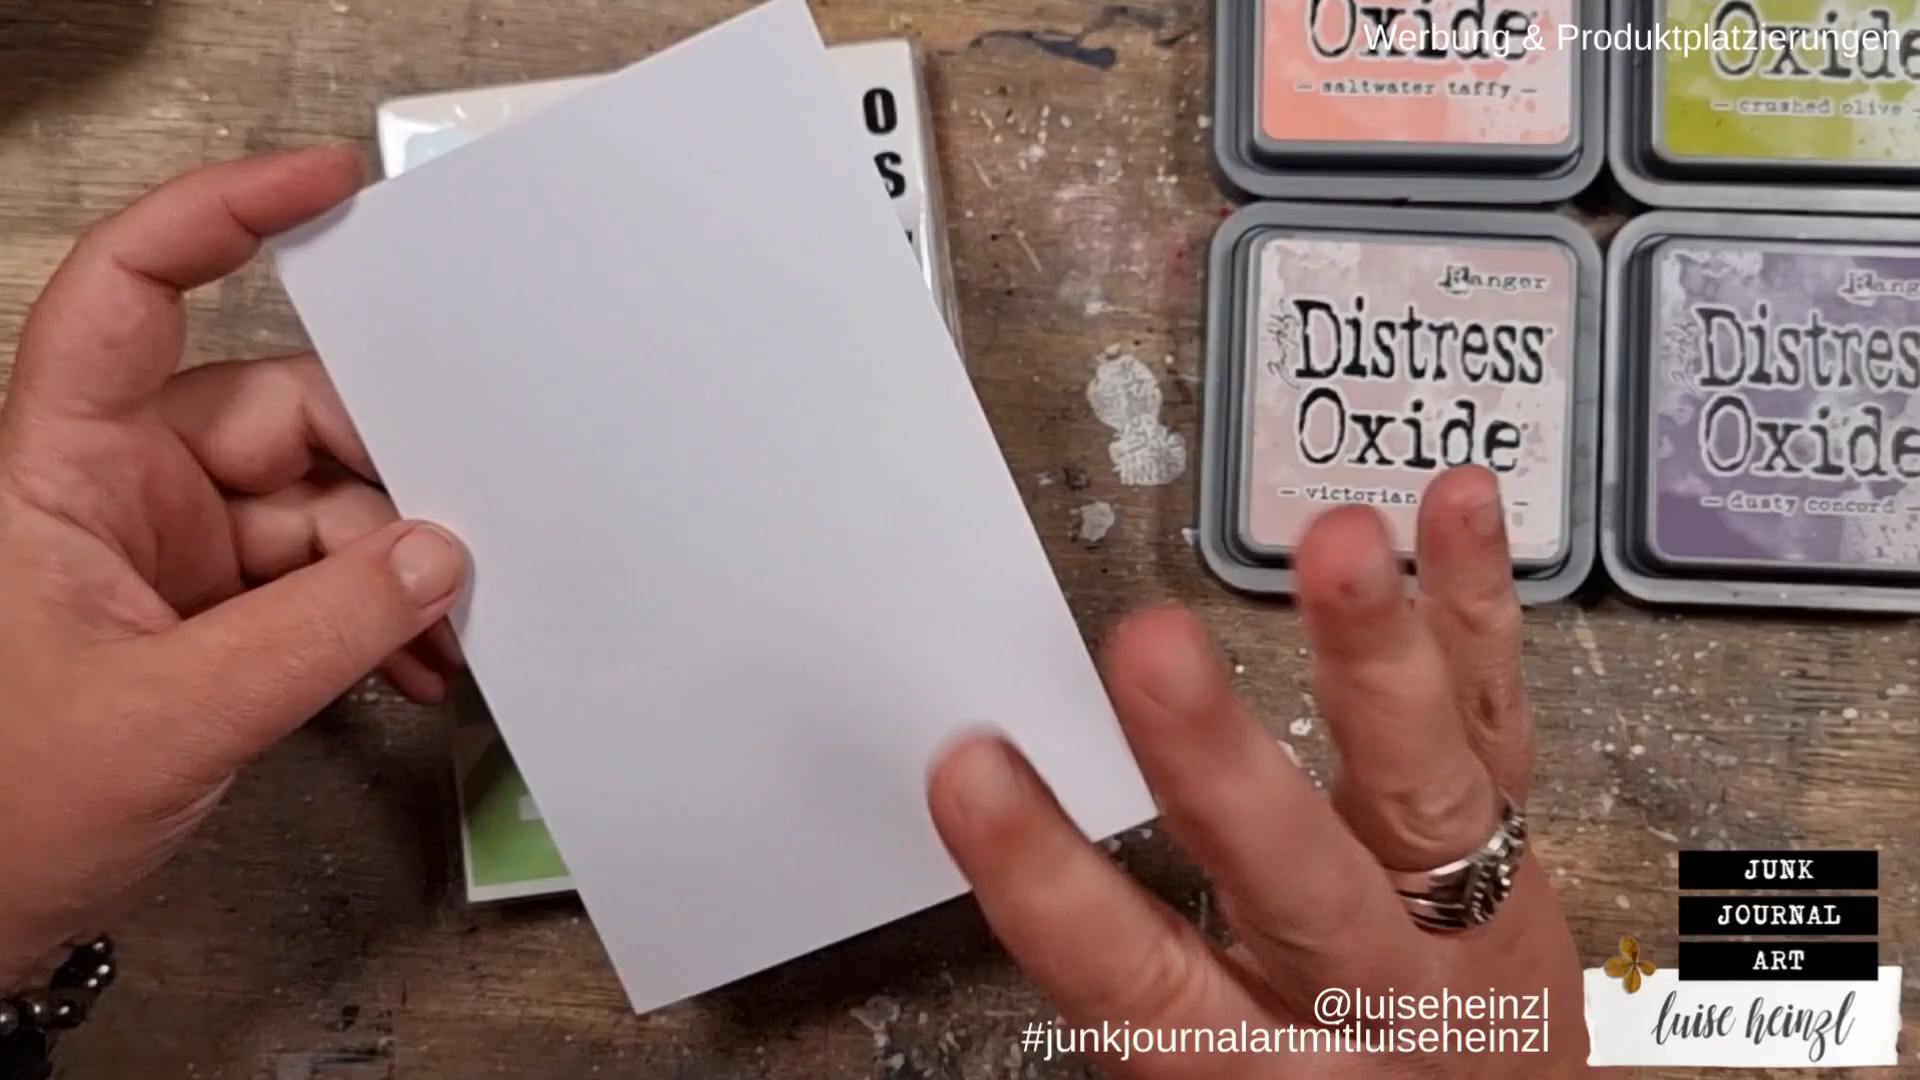 Werbung & Produktplatzierungen
O
S
Oxide
— saltwater taffy —
Oxide
— crushed olive —
Ranger
Distress
Oxide
— victorian
Distress
Oxide
— dusty concord —
JUNK
JOURNAL
ART
luise heinzl
@luiseheinzl
#junkjournalartmitluiseheinzl